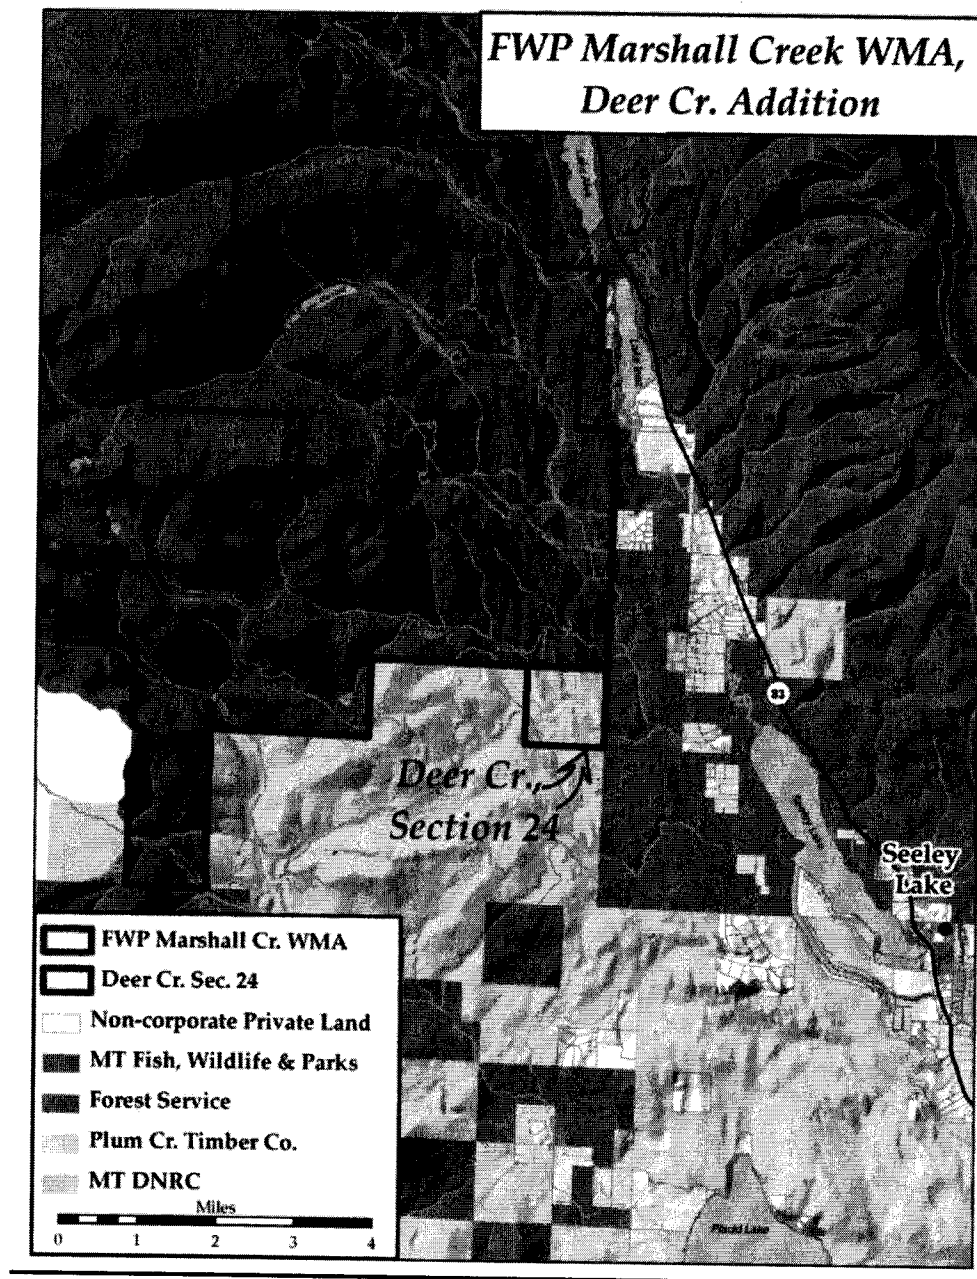 FWP Marshall Creek WMA,
Deer Cr. Addition
83
Deer Cr.,
Section 24
Seeley Lake
Seeley
Lake
FWP Marshall Cr. WMA
Deer Cr. Sec. 24
Non-corporate Private Land
MT Fish, Wildlife & Parks
Forest Service
Plum Cr. Timber Co.
MT DNRC
Miles
0 1 2 3 4
Placid Lake